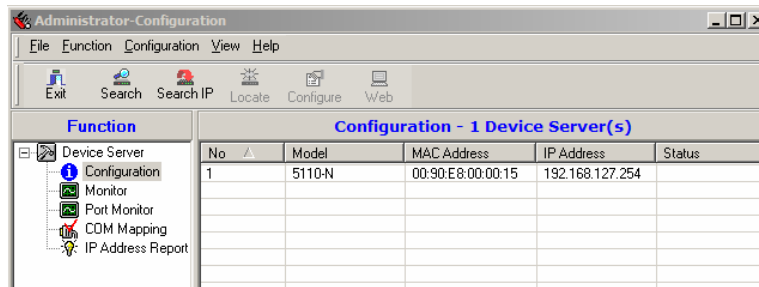 Administrator-Configuration
File Function Configuration View Help
Exit Search Search IP Locate Configure Web
Function
Configuration - 1 Device Server(s)
Device Server
Configuration
Monitor
Port Monitor
COM Mapping
IP Address Report
No Model MAC Address IP Address Status
1 5110-N 00:90:E8:00:00:15 192.168.127.254